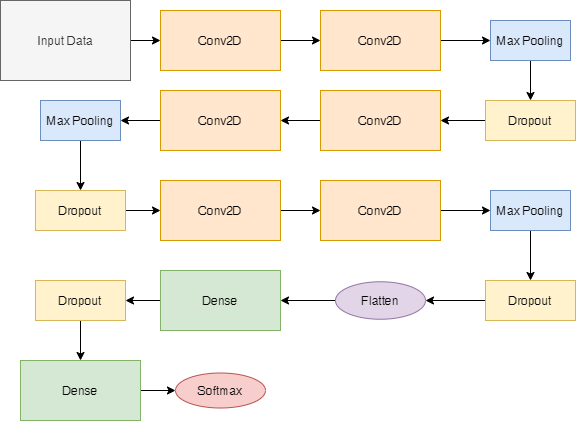 Input Data
Conv2D
Conv2D
Max Pooling
Dropout
Conv2D
Conv2D
Max Pooling
Dropout
Conv2D
Conv2D
Max Pooling
Dropout
Flatten
Dense
Dropout
Dense
Softmax